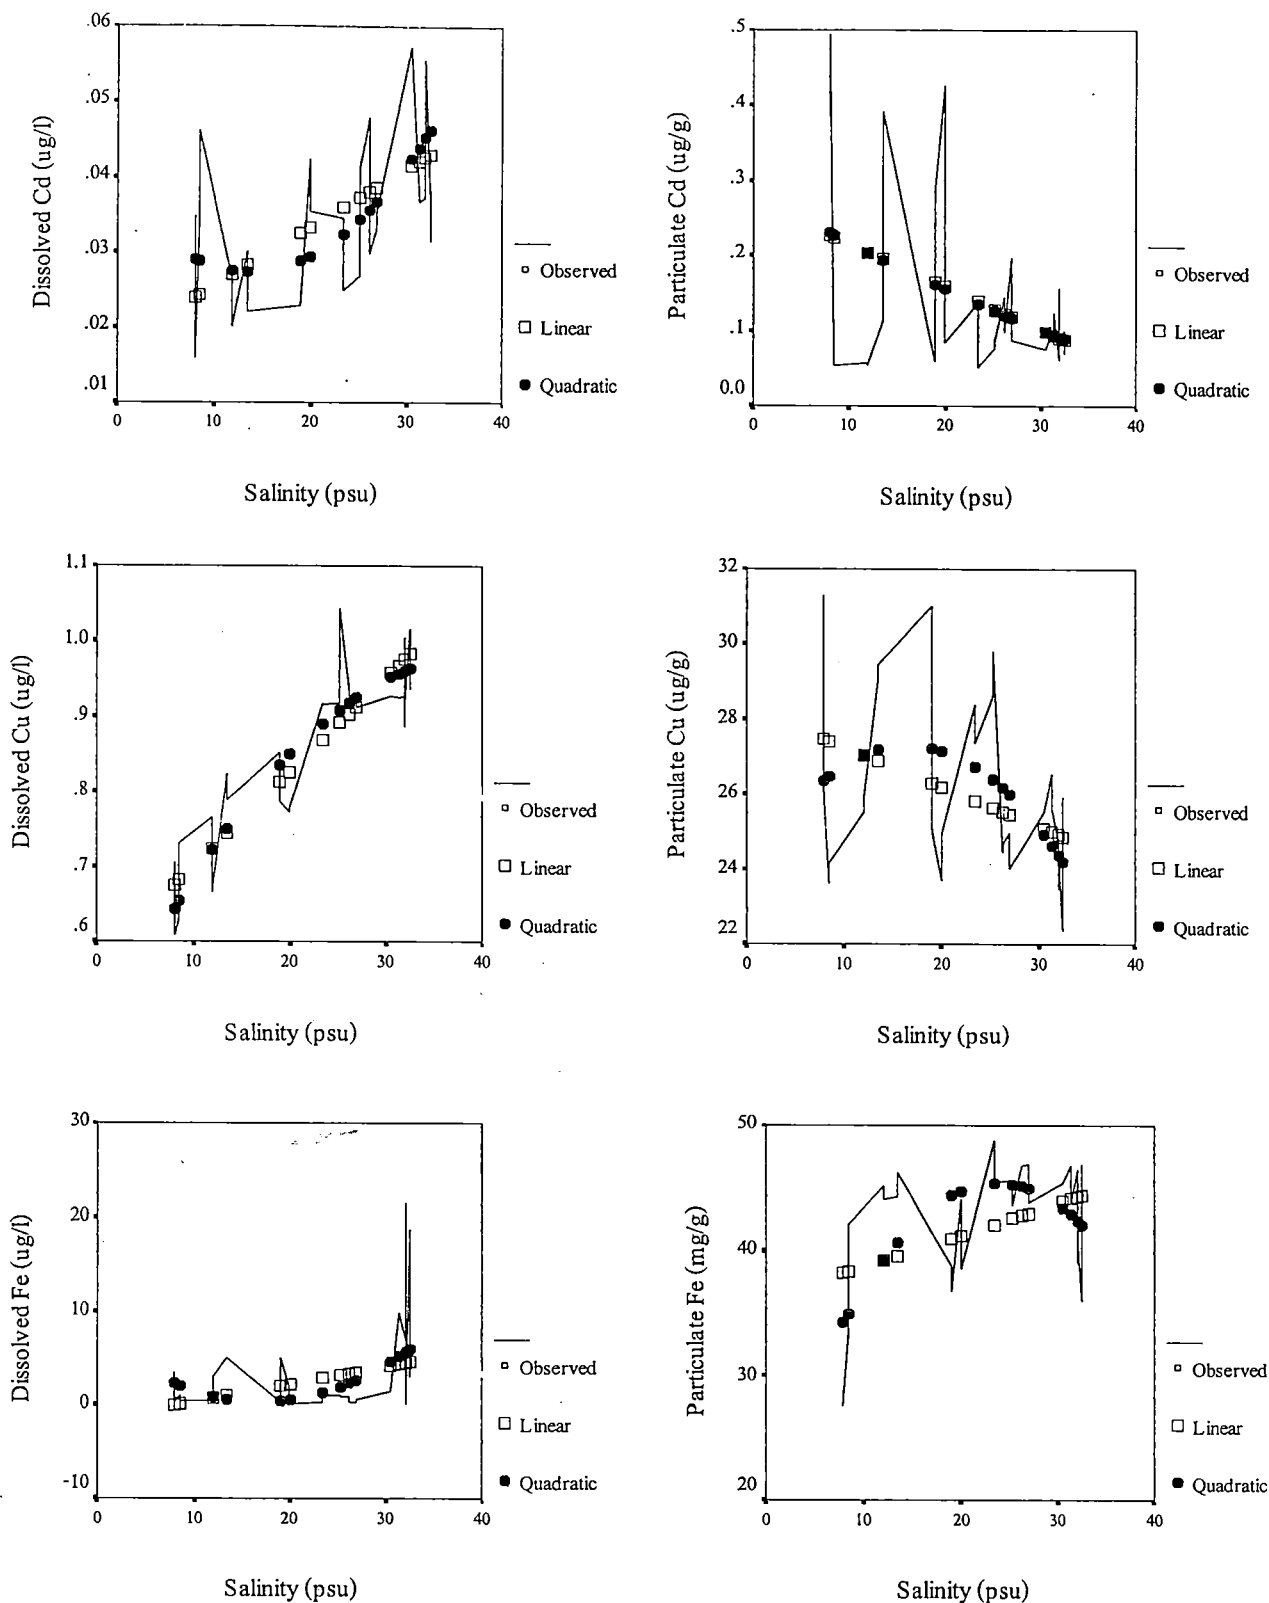 Dissolved Cd (ug/l)
.06
.05
.04
.03
.02
.01
0
10
20
30
40
Salinity (psu)
Observed
Linear
Quadratic
Particulate Cd (ug/g)
.5
.4
.3
.2
.1
0.0
0
10
20
30
40
Salinity (psu)
Observed
Linear
Quadratic
Dissolved Cu (ug/l)
1.1
1.0
.9
.8
.7
.6
0
10
20
30
40
Salinity (psu)
Observed
Linear
Quadratic
Particulate Cu (ug/g)
32
30
28
26
24
22
0
10
20
30
40
Salinity (psu)
Observed
Linear
Quadratic
Dissolved Fe (ug/l)
30
20
10
0
-10
0
10
20
30
40
Salinity (psu)
Observed
Linear
Quadratic
Particulate Fe (mg/g)
50
40
30
20
0
10
20
30
40
Salinity (psu)
Observed
Linear
Quadratic